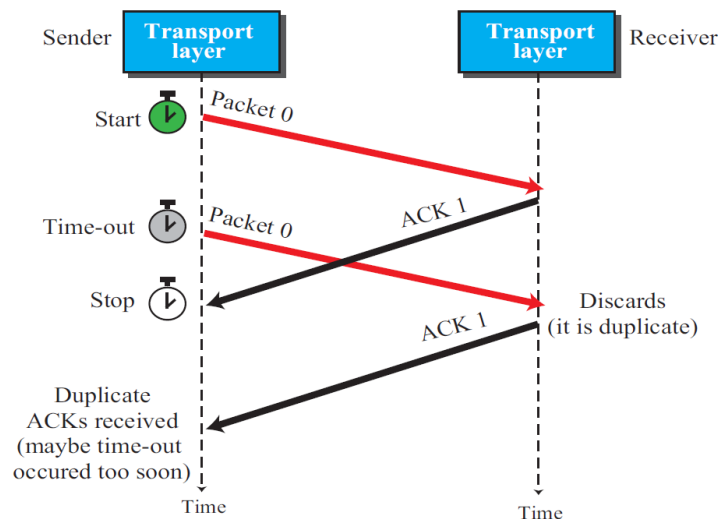 Sender
Transport
layer
Transport
layer
Receiver
Start
Packet 0
ACK 1
Time-out
Packet 0
Stop
Discards
(it is duplicate)
ACK 1
Duplicate
ACKs received
(maybe time-out
occured too soon)
Time
Time